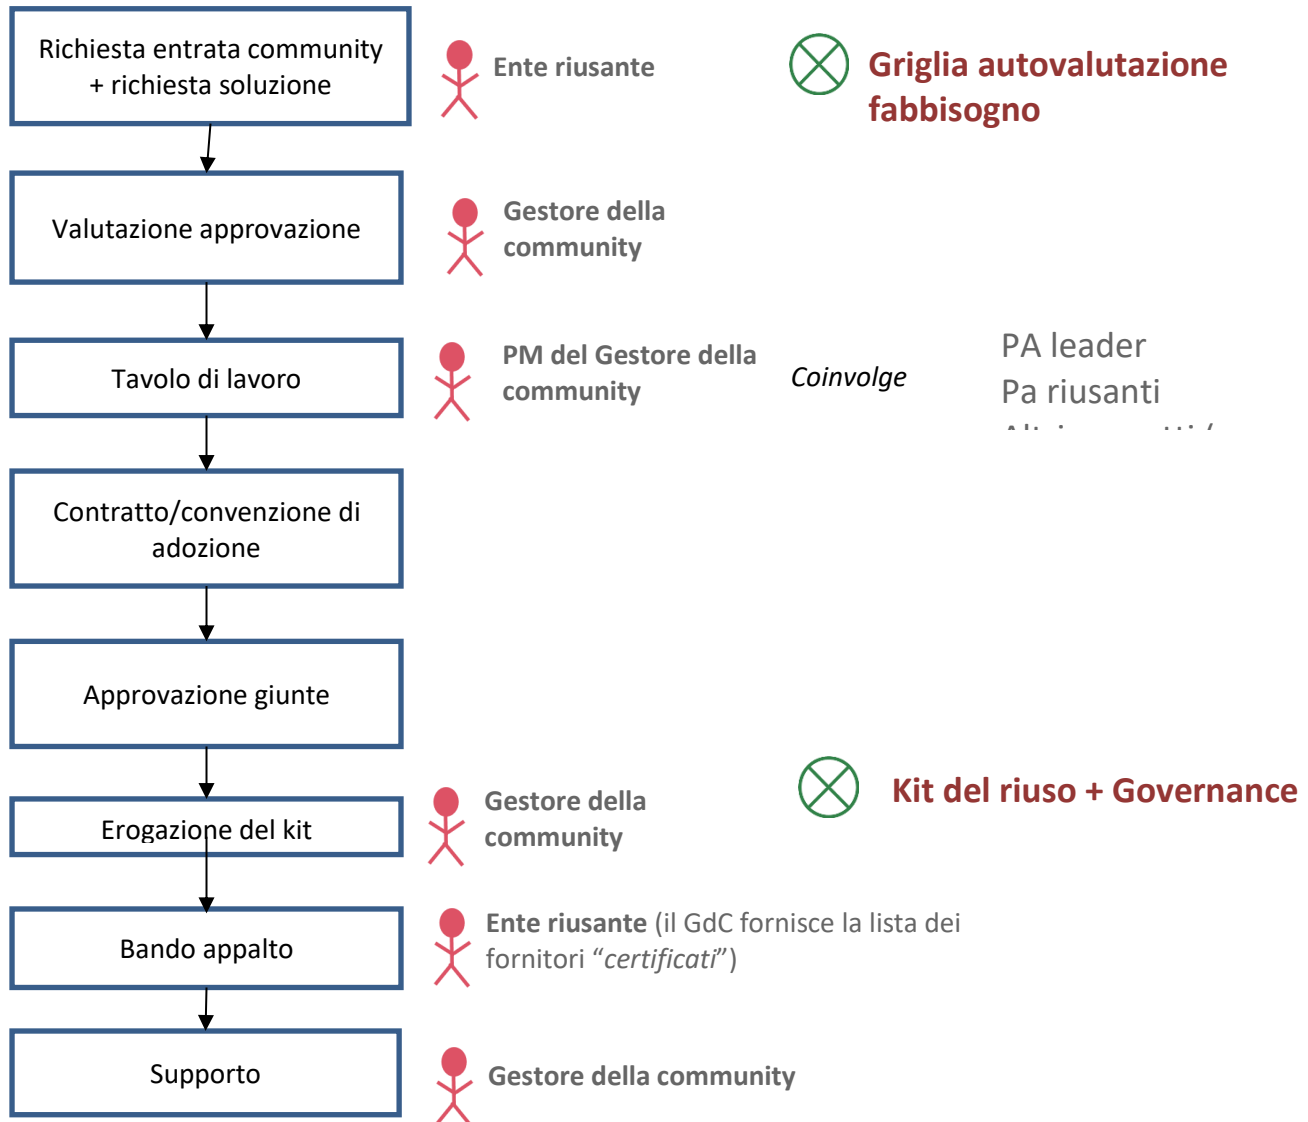 Richiesta entrata community
+ richiesta soluzione
Ente riusante
Griglia autovalutazione
fabbisogno
Valutazione approvazione
Gestore della
community
Tavolo di lavoro
PM del Gestore della
community
Coinvolge
PA leader
Pa riusanti
Contratto/convenzione di
adozione
Approvazione giunte
Erogazione del kit
Gestore della
community
Kit del riuso + Governance
Bando appalto
Ente riusante (il GdC fornisce la lista dei
fornitori “certificati”)
Supporto
Gestore della community